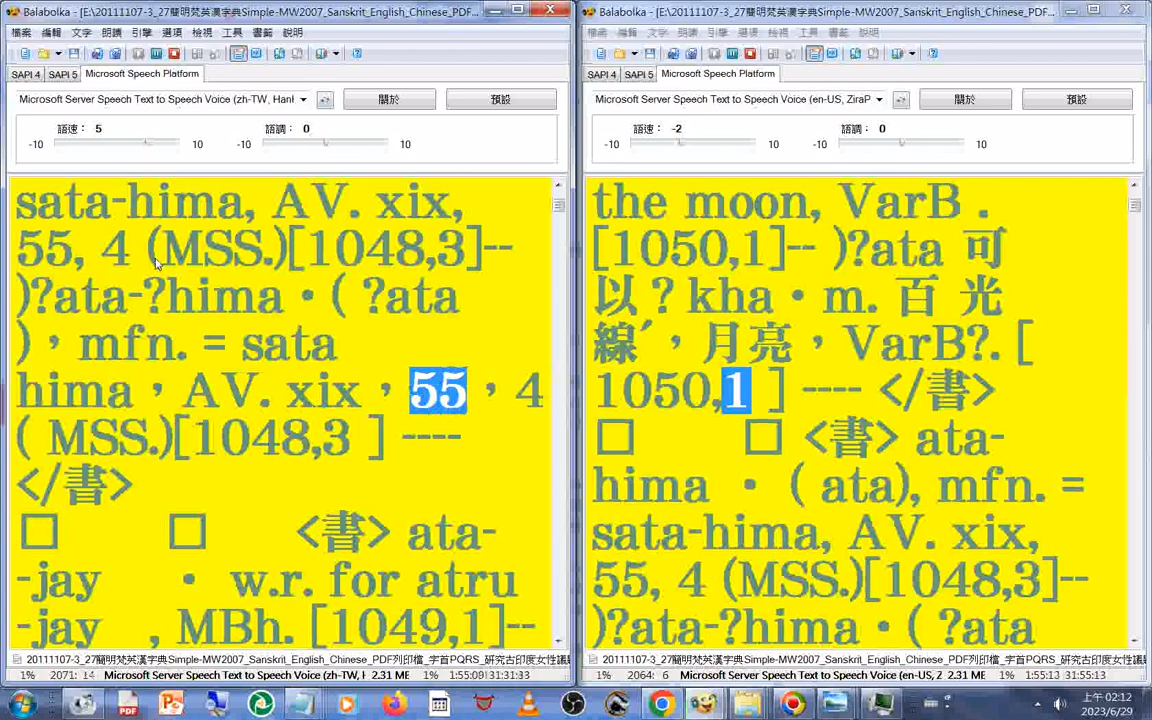 Balabolka - [E:\20111107-3_27簡明梵英漢字典Simple-MW2007_Sanskrit_English_Chinese_PDF...
檔案 編輯 文字 朗讀 引擎 選項 檢視 工具 書籤 說明
SAPI 4 SAPI 5 Microsoft Speech Platform
Microsoft Server Speech Text to Speech Voice (zh-TW, Hanl
關於 預設
語速： 5 語調： 0
-10 10 -10 10
sata-hima, AV. xix,
55, 4 (MSS.)[1048,3]--
)?ata-?hima・( ?ata
)，mfn. = sata
hima，AV. xix，55，4
( MSS.)[1048,3 ] ----
</書>
□ □ <書> ata-
-jay ・ w.r. for atru
-jay , MBh. [1049,1]--
20111107-3_27簡明梵英漢字典Simple-MW2007_Sanskrit_English_Chinese_PDF列印檔_字首PQRS_研究古印度女性議
1% 2071: 14 Microsoft Server Speech Text to Speech Voice (zh-TW, H 2.31 ME 1% 1:55:09 31:31:33
Balabolka - [E:\20111107-3_27簡明梵英漢字典Simple-MW2007_Sanskrit_English_Chinese_PDF...
檔案 編輯 文字 朗讀 引擎 選項 檢視 工具 書籤 說明
SAPI 4 SAPI 5 Microsoft Speech Platform
Microsoft Server Speech Text to Speech Voice (en-US, ZiraP
關於 預設
語速： -2 語調： 0
-10 10 -10 10
the moon, VarB .
[1050,1]-- )?ata 可
以？kha・m. 百 光
線ˊ，月亮，VarB?. [
1050,1 ] ---- </書>
□ □ <書> ata-
hima ・ ( ata), mfn. =
sata-hima, AV. xix,
55, 4 (MSS.)[1048,3]--
)?ata-?hima・( ?ata
20111107-3_27簡明梵英漢字典Simple-MW2007_Sanskrit_English_Chinese_PDF列印檔_字首PQRS_研究古印度女性議
1% 2064: 6 Microsoft Server Speech Text to Speech Voice (en-US, Z 2.31 ME 1% 1:55:13 31:55:13
上午 02:12
2023/6/29